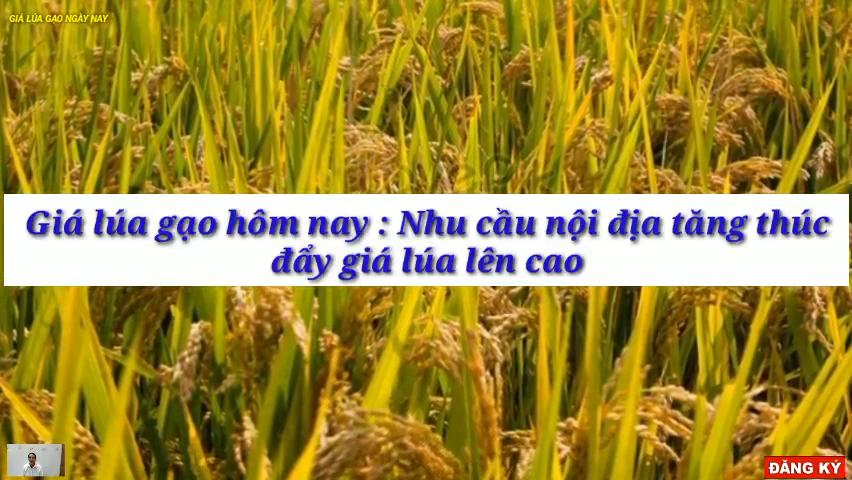 GIÁ LÚA GẠO NGÀY NAY
Giá lúa gạo hôm nay : Nhu cầu nội địa tăng thúc
đẩy giá lúa lên cao
ĐĂNG KÝ